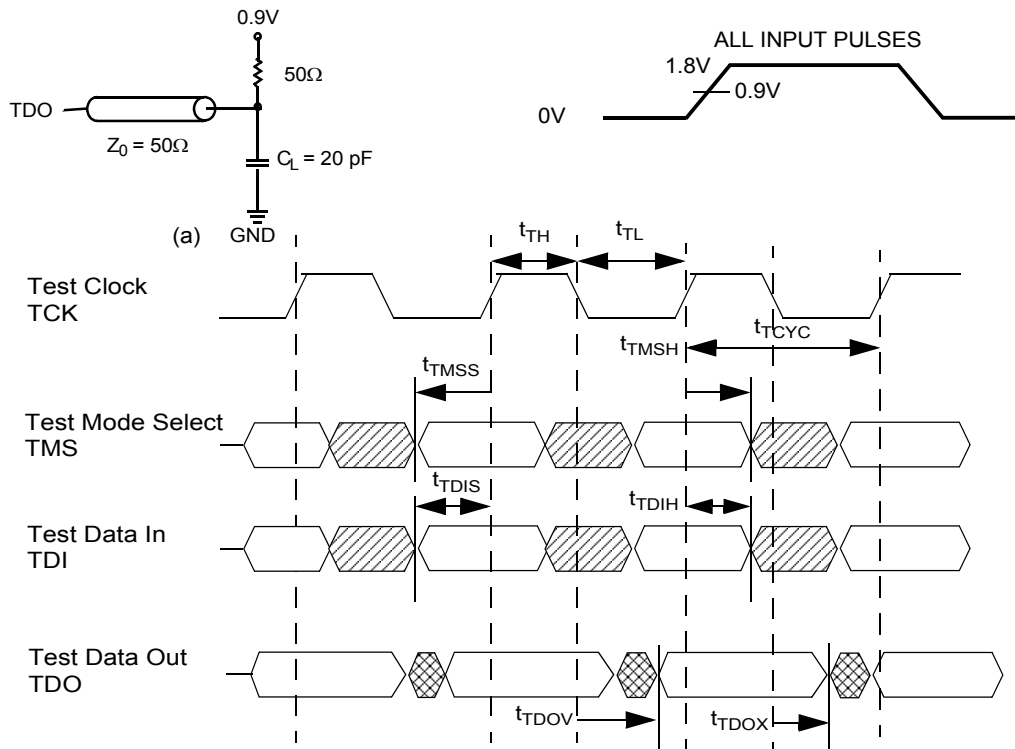 0.9V
50Ω
TDO
Z0 = 50Ω
CL = 20 pF
(a)
GND
ALL INPUT PULSES
1.8V
0.9V
0V
tTH
tTL
Test Clock
TCK
tTMSH
tTCYC
tTMSS
Test Mode Select
TMS
tTDIS
tTDIH
Test Data In
TDI
Test Data Out
TDO
tTDOV
tTDOX